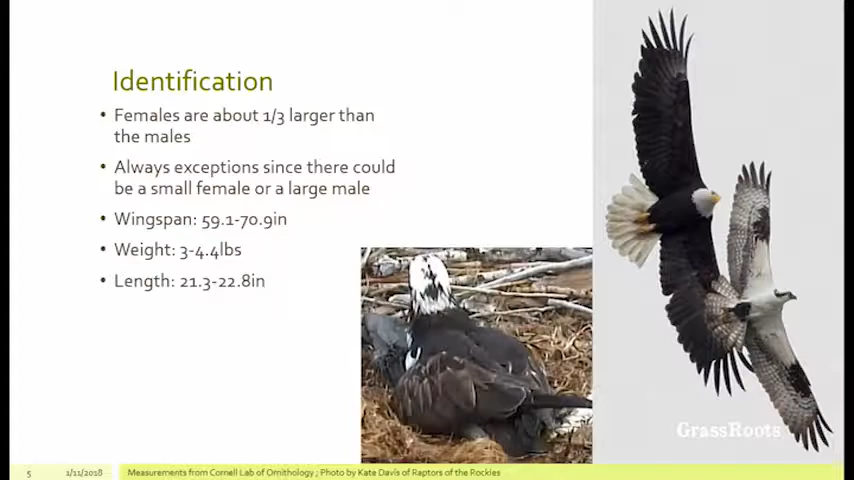 Identification
• Females are about 1/3 larger than
the males
• Always exceptions since there could
be a small female or a large male
• Wingspan: 59.1-70.9in
• Weight: 3-4.4lbs
• Length: 21.3-22.8in
GrassRoots
5
1/11/2018
Measurements from Cornell Lab of Ornithology ; Photo by Kate Davis of Raptors of the Rockies